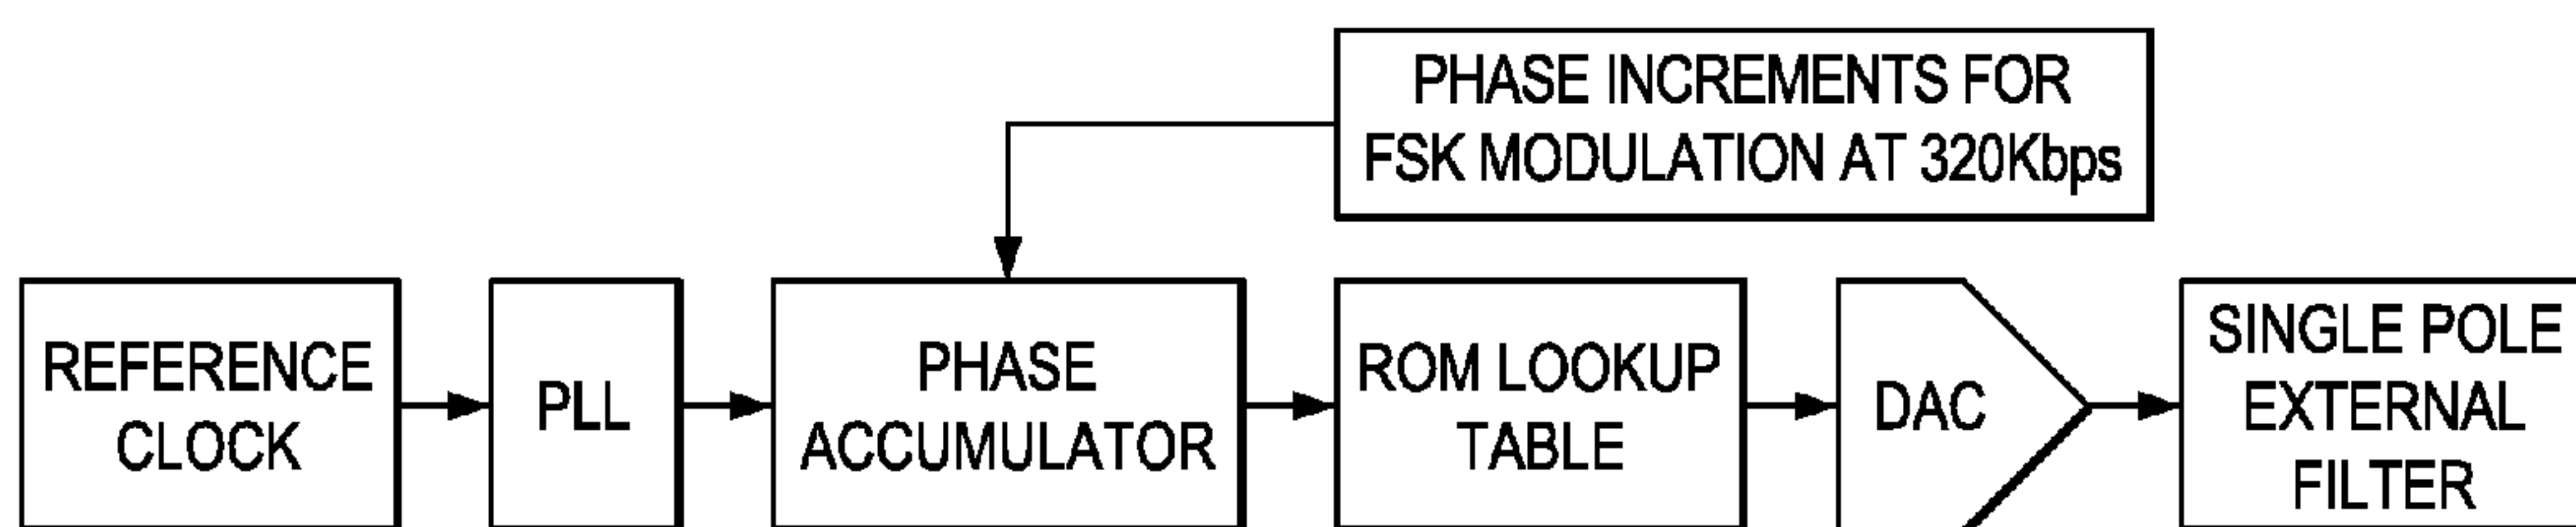 PHASE INCREMENTS FOR
FSK MODULATION AT 320Kbps
REFERENCE
CLOCK
PLL
PHASE
ACCUMULATOR
ROM LOOKUP
TABLE
DAC
SINGLE POLE
EXTERNAL
FILTER